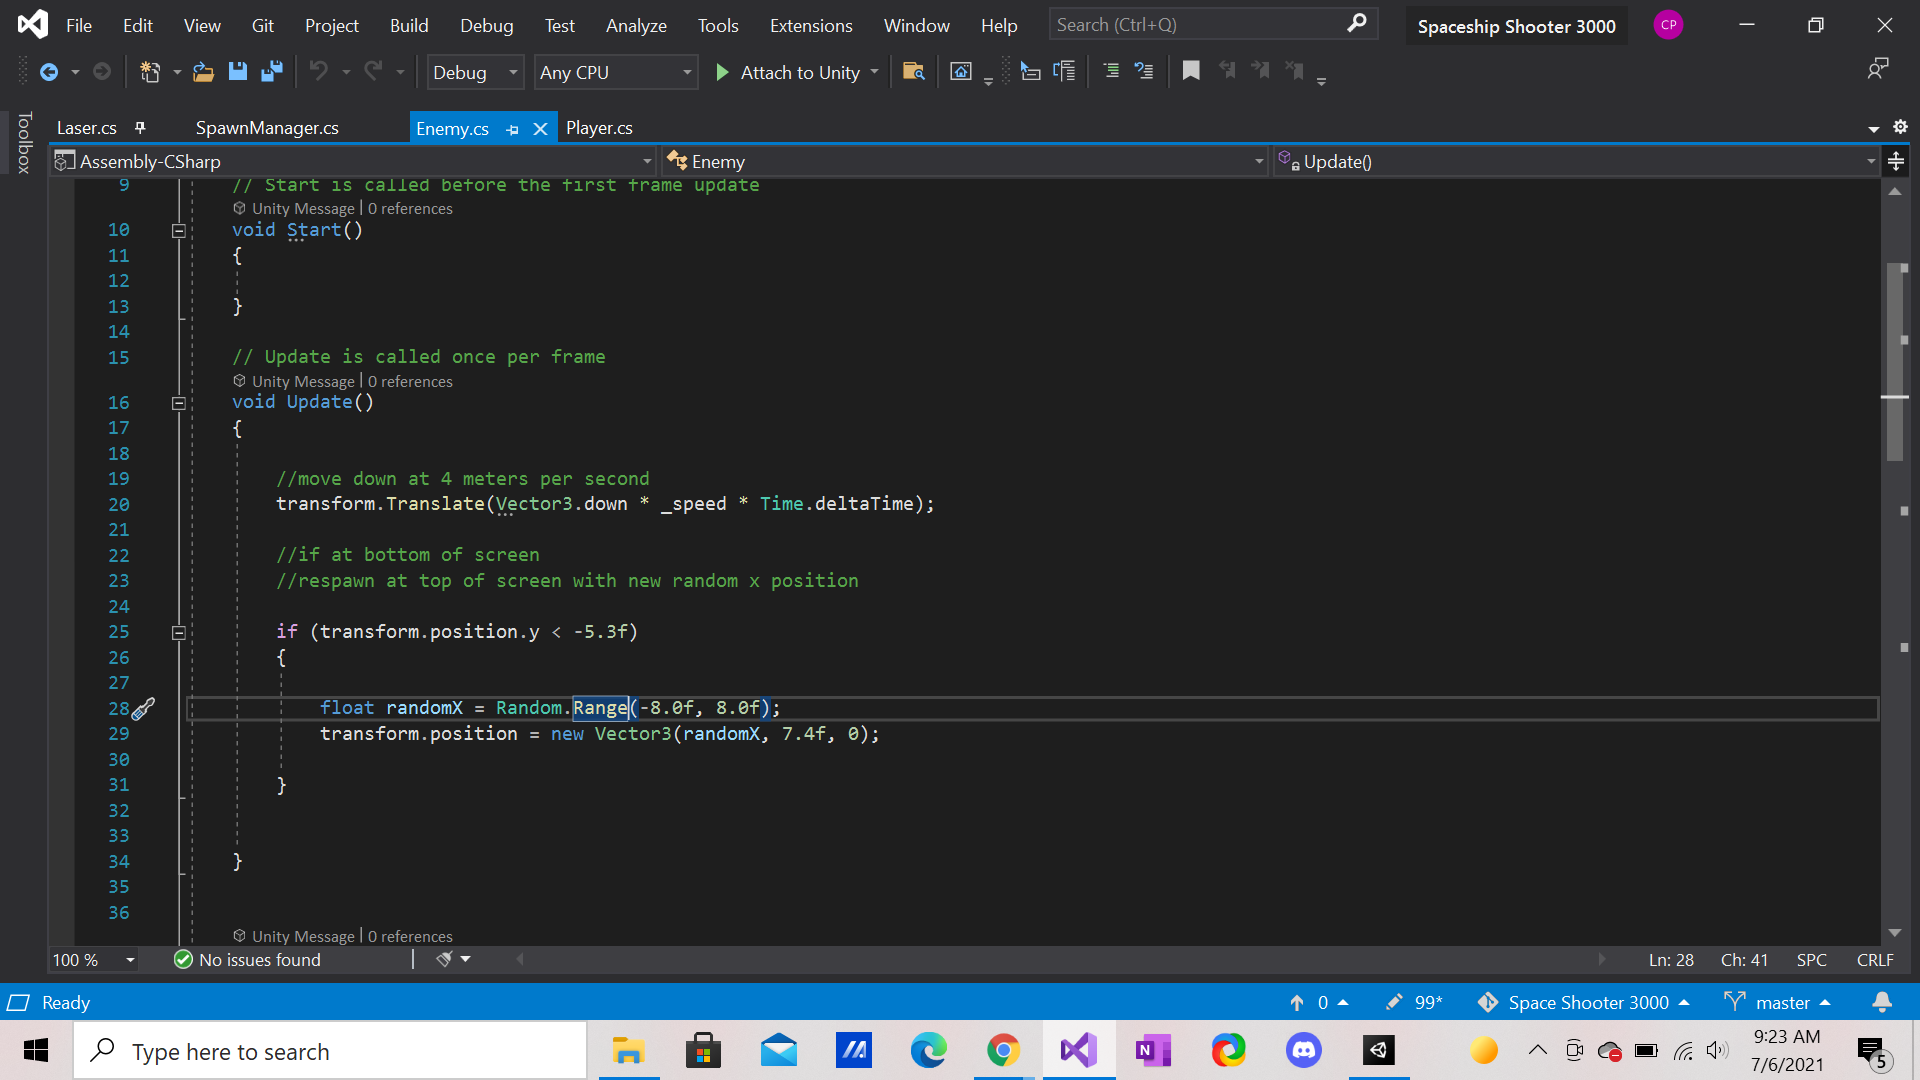 File Edit View Git Project Build Debug Test Analyze Tools Extensions Window Help Search (Ctrl+Q) Spaceship Shooter 3000 CP
Debug Any CPU Attach to Unity
Toolbox
Laser.cs SpawnManager.cs Enemy.cs Player.cs
Assembly-CSharp Enemy Update()
9 // Start is called before the first frame update
Unity Message | 0 references
10 void Start()
11 {
12
13 }
14
15 // Update is called once per frame
Unity Message | 0 references
16 void Update()
17 {
18
19 //move down at 4 meters per second
20 transform.Translate(Vector3.down * _speed * Time.deltaTime);
21
22 //if at bottom of screen
23 //respawn at top of screen with new random x position
24
25 if (transform.position.y < -5.3f)
26 {
27
28 float randomX = Random.Range(-8.0f, 8.0f);
29 transform.position = new Vector3(randomX, 7.4f, 0);
30
31 }
32
33
34 }
35
36
Unity Message | 0 references
100 % No issues found Ln: 28 Ch: 41 SPC CRLF
Ready 0 99* Space Shooter 3000 master
Type here to search N 9:23 AM
7/6/2021 5